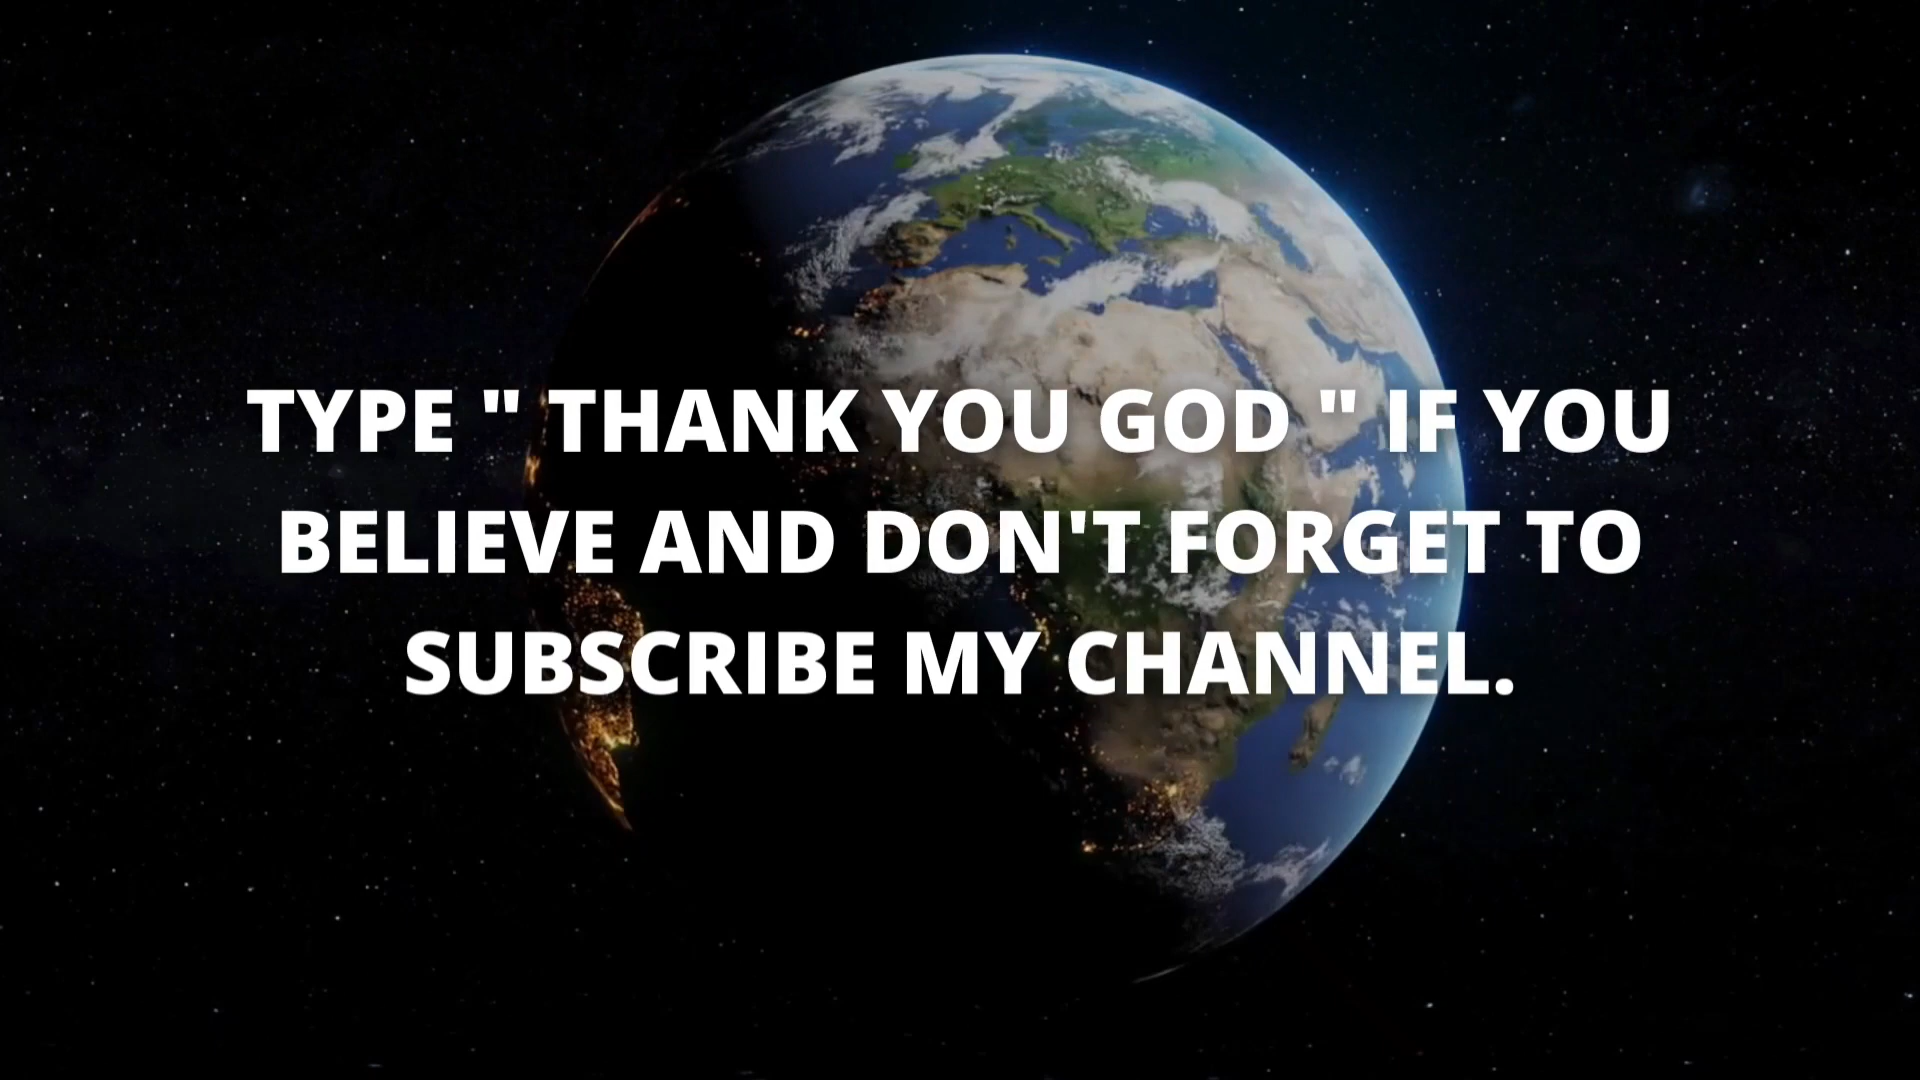 TYPE " THANK YOU GOD " IF YOU
BELIEVE AND DON'T FORGET TO
SUBSCRIBE MY CHANNEL.